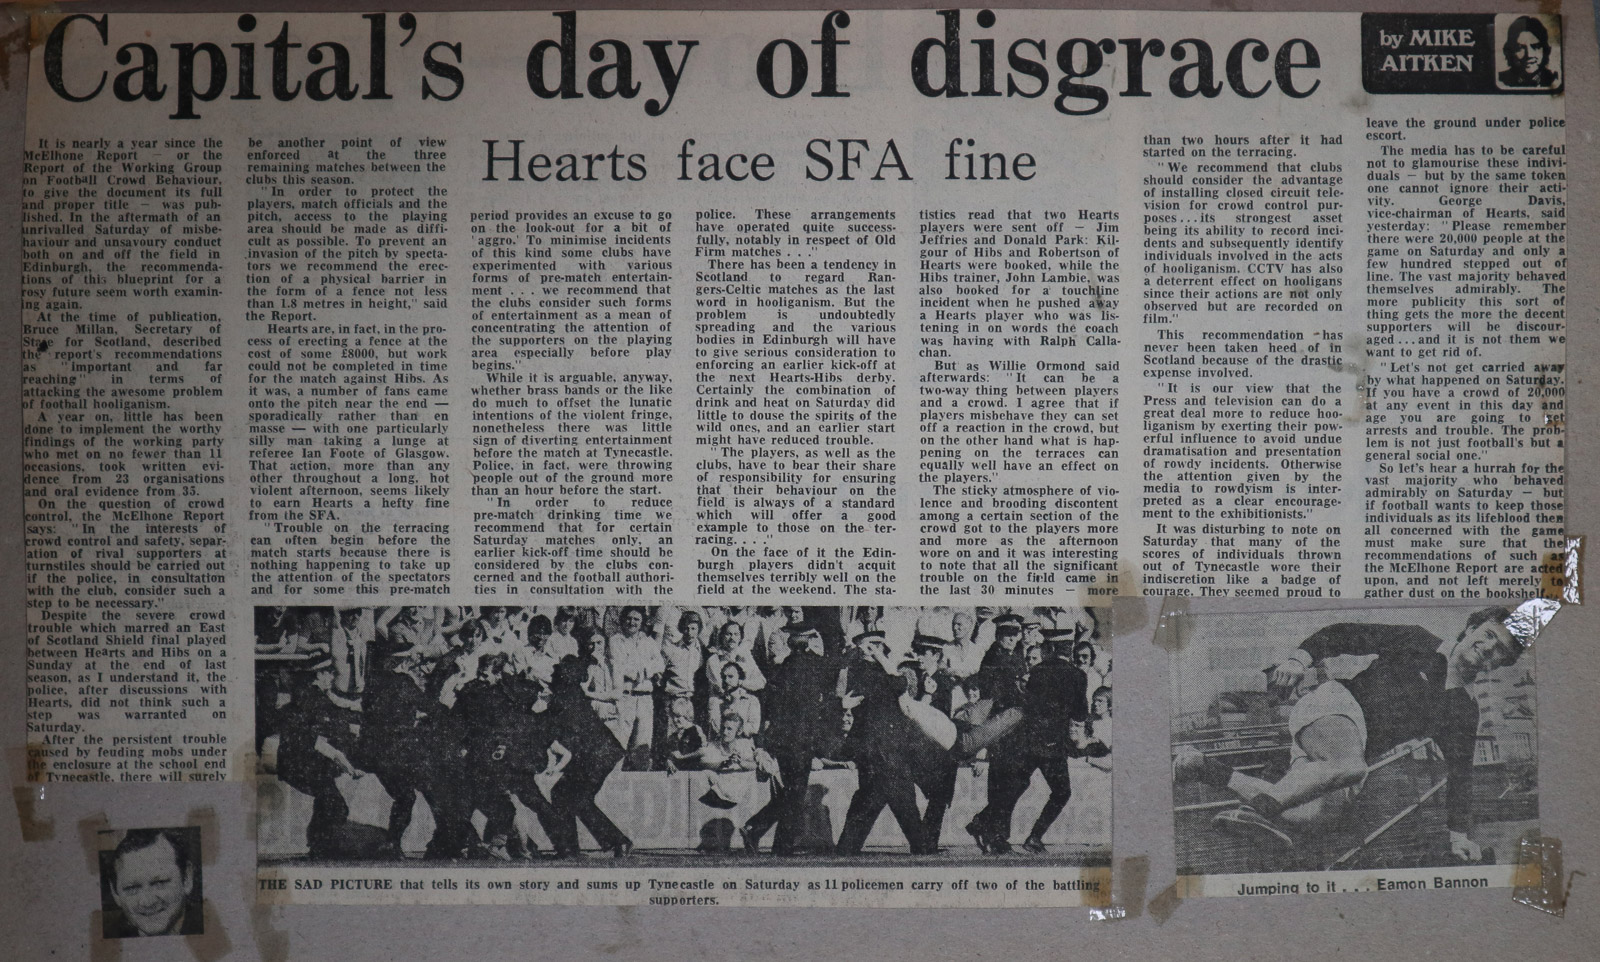 Capital's day of disgrace
by MIKE
AITKEN
Hearts face SFA fine
It is nearly a year since the
McElhone Report — or the
Report of the Working Group
on Football Crowd Behaviour,
to give the document its full
and proper title — was pub-
lished. In the aftermath of an
unrivalled Saturday of misbe-
haviour and unsavoury conduct
both on and off the field in
Edinburgh, the recommenda-
tions of this blueprint for a
rosy future seem worth examin-
ing again.
At the time of publication,
Bruce Millan, Secretary of
State for Scotland, described
the report's recommendations
as "important and far
reaching" in terms of
attacking the awesome problem
of football hooliganism.
A year on, little has been
done to implement the worthy
findings of the working party
who met on no fewer than 11
occasions, took written evi-
dence from 23 organisations
and oral evidence from 35.
On the question of crowd
control, the McElhone Report
says: "In the interests of
crowd control and safety, separ-
ation of rival supporters at
turnstiles should be carried out
if the police, in consultation
with the club, consider such a
step to be necessary."
Despite the severe crowd
trouble which marred an East
of Scotland Shield final played
between Hearts and Hibs on a
Sunday at the end of last
season, as I understand it, the
police, after discussions with
Hearts, did not think such a
step was warranted on
Saturday.
After the persistent trouble
caused by feuding mobs under
the enclosure at the school end
of Tynecastle, there will surely
be another point of view
enforced at the three
remaining matches between the
clubs this season.
"In order to protect the
players, match officials and the
pitch, access to the playing
area should be made as diffi-
cult as possible. To prevent an
invasion of the pitch by specta-
tors we recommend the erec-
tion of a physical barrier in
the form of a fence not less
than 1.8 metres in height," said
the Report.
Hearts are, in fact, in the pro-
cess of erecting a fence at the
cost of some £8000, but work
could not be completed in time
for the match against Hibs. As
it was, a number of fans came
onto the pitch near the end —
sporadically rather than en
masse — with one particularly
silly man taking a lunge at
referee Ian Foote of Glasgow.
That action, more than any
other throughout a long, hot
violent afternoon, seems likely
to earn Hearts a hefty fine
from the SFA.
"Trouble on the terracing
can often begin before the
match starts because there is
nothing happening to take up
the attention of the spectators
and for some this pre-match
period provides an excuse to go
on the look-out for a bit of
'aggro.' To minimise incidents
of this kind some clubs have
experimented with various
forms of pre-match entertain-
ment . . . we recommend that
the clubs consider such forms
of entertainment as a mean of
concentrating the attention of
the supporters on the playing
area especially before play
begins."
While it is arguable, anyway,
whether brass bands or the like
do much to offset the lunatic
intentions of the violent fringe,
nonetheless there was little
sign of diverting entertainment
before the match at Tynecastle.
Police, in fact, were throwing
people out of the ground more
than an hour before the start.
"In order to reduce
pre-match drinking time we
recommend that for certain
Saturday matches only, an
earlier kick-off time should be
considered by the clubs con-
cerned and the football authori-
ties in consultation with the
police. These arrangements
have operated quite success-
fully, notably in respect of Old
Firm matches . . ."
There has been a tendency in
Scotland to regard Ran-
gers-Celtic matches as the last
word in hooliganism. But the
problem is undoubtedly
spreading and the various
bodies in Edinburgh will have
to give serious consideration to
enforcing an earlier kick-off at
the next Hearts-Hibs derby.
Certainly the combination of
drink and heat on Saturday did
little to douse the spirits of the
wild ones, and an earlier start
might have reduced trouble.
"The players, as well as the
clubs, have to bear their share
of responsibility for ensuring
that their behaviour on the
field is always of a standard
which will offer a good
example to those on the ter-
racing. . . ."
On the face of it the Edin-
burgh players didn't acquit
themselves terribly well on the
field at the weekend. The sta-
tistics read that two Hearts
players were sent off — Jim
Jeffries and Donald Park: Kil-
gour of Hibs and Robertson of
Hearts were booked, while the
Hibs trainer, John Lambie, was
also booked for a touchline
incident when he pushed away
a Hearts player who was lis-
tening in on words the coach
was having with Ralph Calla-
chan.
But as Willie Ormond said
afterwards: "It can be a
two-way thing between players
and a crowd. I agree that if
players misbehave they can set
off a reaction in the crowd, but
on the other hand what is hap-
pening on the terraces can
equally well have an effect on
the players."
The sticky atmosphere of vio-
lence and brooding discontent
among a certain section of the
crowd got to the players more
and more as the afternoon
wore on and it was interesting
to note that all the significant
trouble on the field came in
the last 30 minutes — more
than two hours after it had
started on the terracing.
"We recommend that clubs
should consider the advantage
of installing closed circuit tele-
vision for crowd control pur-
poses...its strongest asset
being its ability to record inci-
dents and subsequently identify
individuals involved in the acts
of hooliganism. CCTV has also
a deterrent effect on hooligans
since their actions are not only
observed but are recorded on
film."
This recommendation has
never been taken heed of in
Scotland because of the drastic
expense involved.
"It is our view that the
Press and television can do a
great deal more to reduce hoo-
liganism by exerting their pow-
erful influence to avoid undue
dramatisation and presentation
of rowdy incidents. Otherwise
the attention given by the
media to rowdyism is inter-
preted as a clear encourage-
ment to the exhibitionists."
It was disturbing to note on
Saturday that many of the
scores of individuals thrown
out of Tynecastle wore their
indiscretion like a badge of
courage. They seemed proud to
leave the ground under police
escort.
The media has to be careful
not to glamourise these indivi-
duals — but by the same token
one cannot ignore their acti-
vity. George Davis,
vice-chairman of Hearts, said
yesterday: "Please remember
there were 20,000 people at the
game on Saturday and only a
few hundred stepped out of
line. The vast majority behaved
themselves admirably. The
more publicity this sort of
thing gets the more the decent
supporters will be discour-
aged...and it is not them we
want to get rid of.
"Let's not get carried away
by what happened on Saturday.
If you have a crowd of 20,000
at any event in this day and
age you are going to get
arrests and trouble. The prob-
lem is not just football's but a
general social one."
So let's hear a hurrah for the
vast majority who behaved
admirably on Saturday — but
if football wants to keep those
individuals as its lifeblood then
all concerned with the game
must make sure that the
recommendations of such as
the McElhone Report are acted
upon, and not left merely to
gather dust on the bookshelf.
THE SAD PICTURE that tells its own story and sums up Tynecastle on Saturday as 11 policemen carry off two of the battling
supporters.
Jumping to it . . . Eamon Bannon